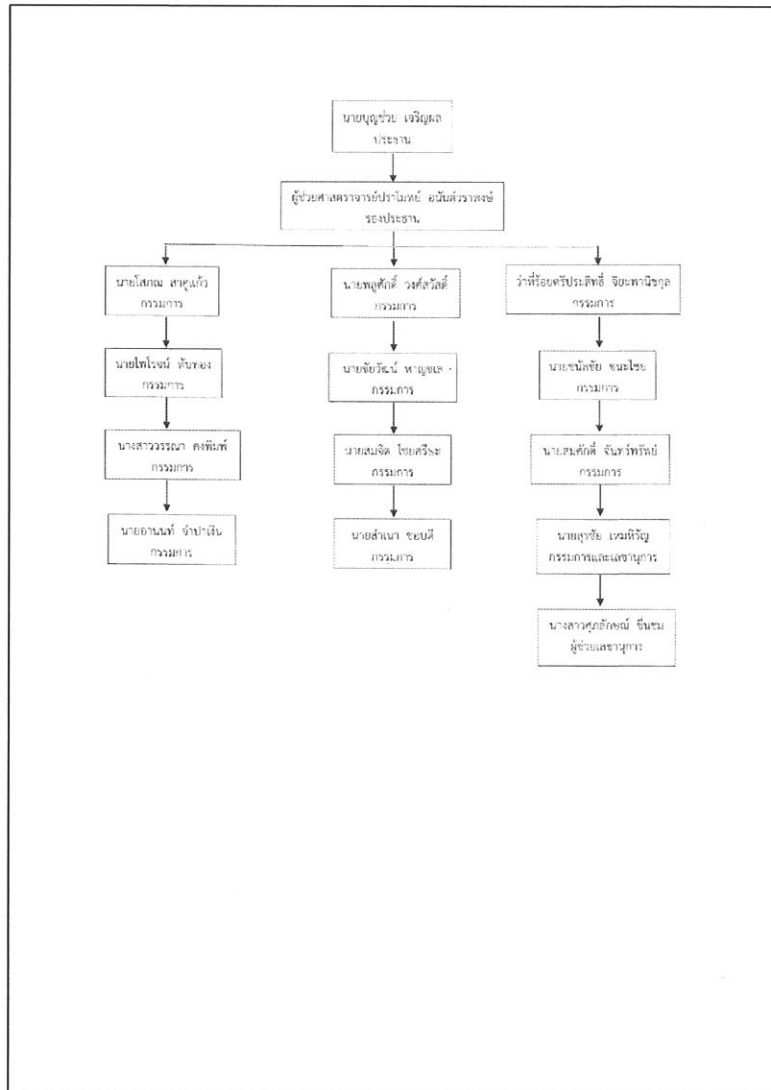 นายบุญช่วย เจริญผล
ประธาน
ผู้ช่วยศาสตราจารย์ปราโมทย์ อนันต์วราพงษ์
รองประธาน
นายโสภณ สาคูแก้ว
กรรมการ
นายไพโรจน์ ทับทอง
กรรมการ
นางสาววรรณา คงพิมพ์
กรรมการ
นายอานนท์ จำปาเงิน
กรรมการ
นายพลูศักดิ์ วงศ์สวัสดิ์
กรรมการ
นายชัยวัฒน์ หาญชเล
กรรมการ
นายสมจิต ไชยศรีษะ
กรรมการ
นายสำเนา ชอบดี
กรรมการ
ว่าที่ร้อยตรีประสิทธิ์ จิยะพานิชกุล
กรรมการ
นายชนัลชัย ชนะไชย
กรรมการ
นายสมศักดิ์ จันทร์ทรัพย์
กรรมการ
นายสุรชัย เหมหิรัญ
กรรมการและเลขานุการ
นางสาวศุภลักษณ์ ชื่นชม
ผู้ช่วยเลขานุการ